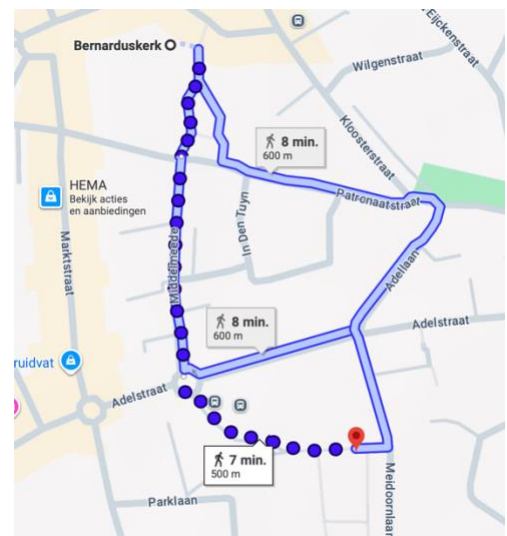 Eijckenstraat
Bernarduskerk
Wilgenstraat
Kloosterstraat
8 min.
600 m
HEMA
Bekijk acties
en aanbiedingen
Patronaatstraat
In Den Tuyn
Marktstraat
Middelmeede
Adellaan
8 min.
600 m
Adelstraat
ruidvat
Adelstraat
7 min.
500 m
Meidoornlaan
Parklaan